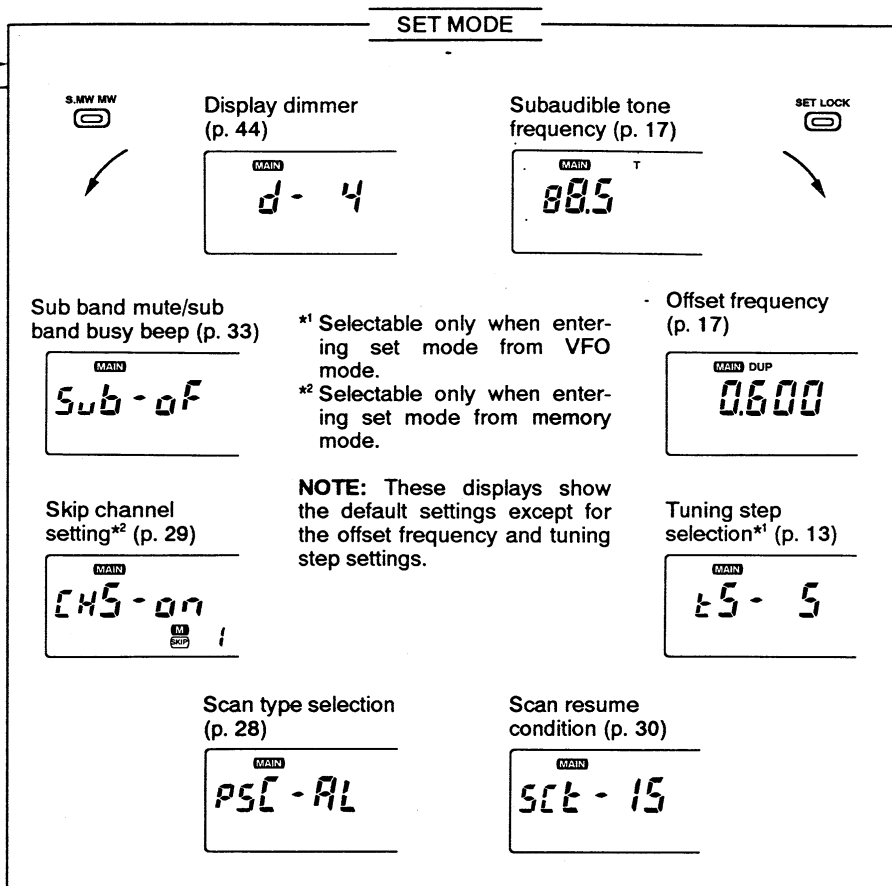 SET MODE
S.MW MW
Display dimmer
(p. 44)
MAIN
d- 4
Subaudible tone
frequency (p. 17)
MAIN T
88.5
SET LOCK
Sub band mute/sub
band busy beep (p. 33)
MAIN
Sub-oF
*1 Selectable only when enter-
ing set mode from VFO
mode.
*2 Selectable only when enter-
ing set mode from memory
mode.
NOTE: These displays show
the default settings except for
the offset frequency and tuning
step settings.
Offset frequency
(p. 17)
MAIN DUP
0.600
Skip channel
setting*2 (p. 29)
MAIN
CHS-on
M
SKIP 1
Tuning step
selection*1 (p. 13)
MAIN
tS- 5
Scan type selection
(p. 28)
MAIN
PSC-AL
Scan resume
condition (p. 30)
MAIN
SCt-15